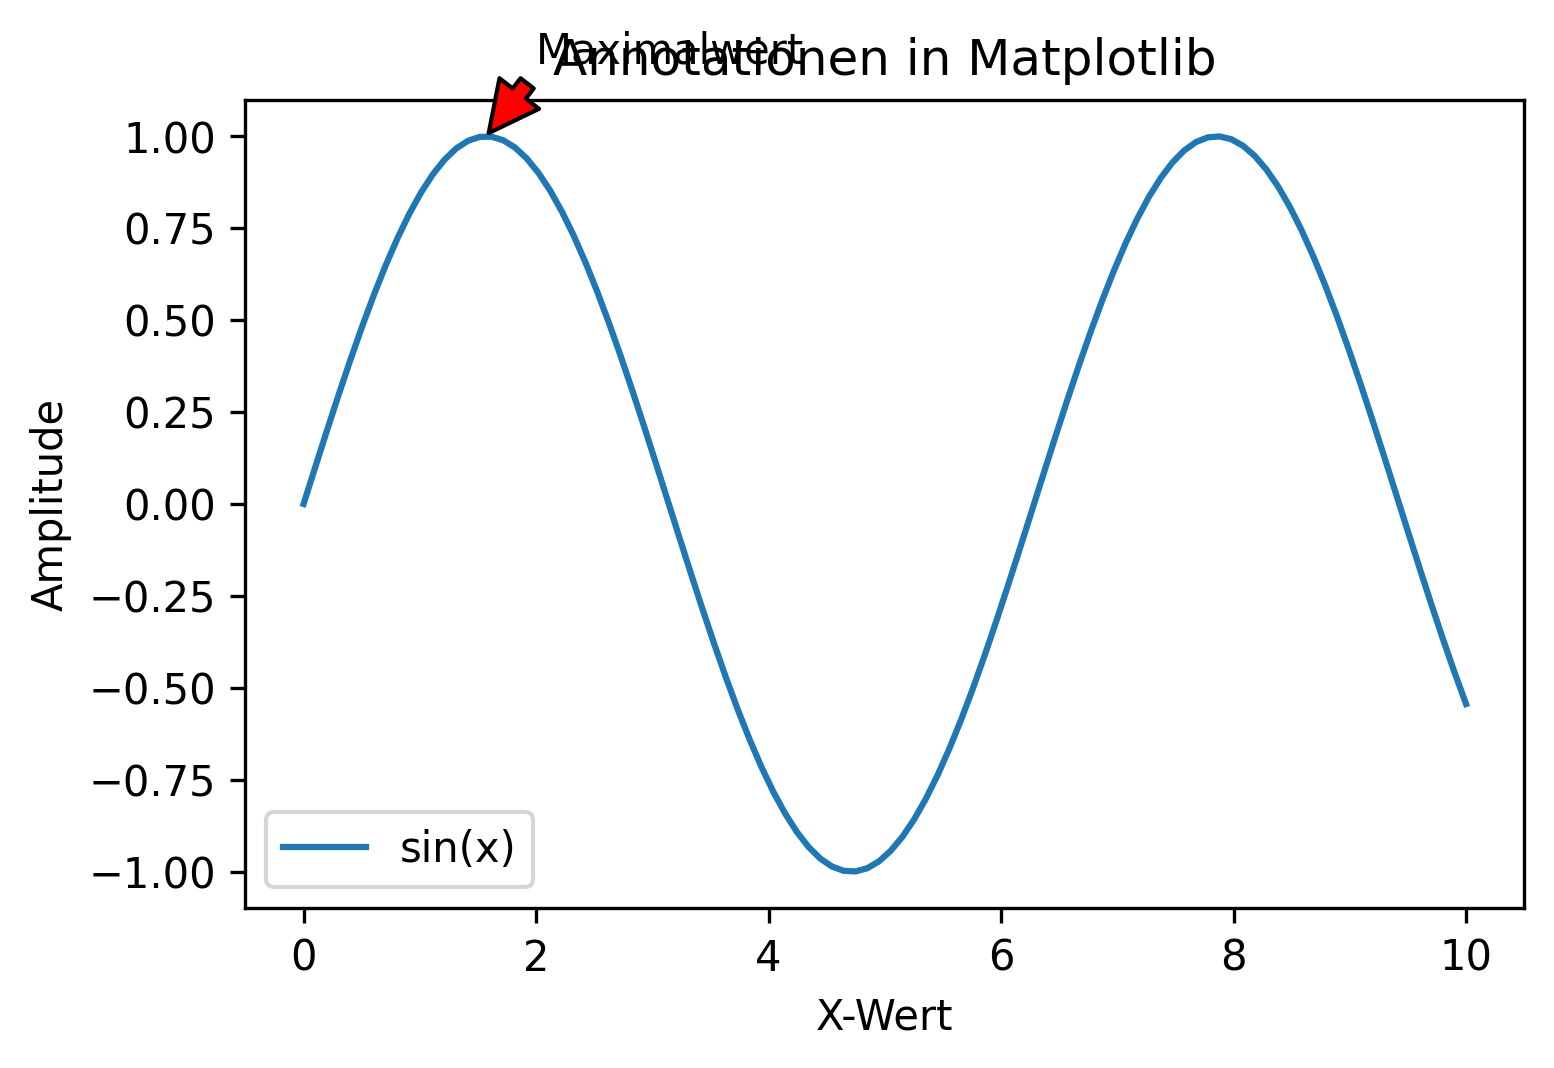 Maximalwert
Annotationen in Matplotlib
1.00
0.75
0.50
0.25
0.00
−0.25
−0.50
−0.75
−1.00
Amplitude
sin(x)
0 2 4 6 8 10
X-Wert